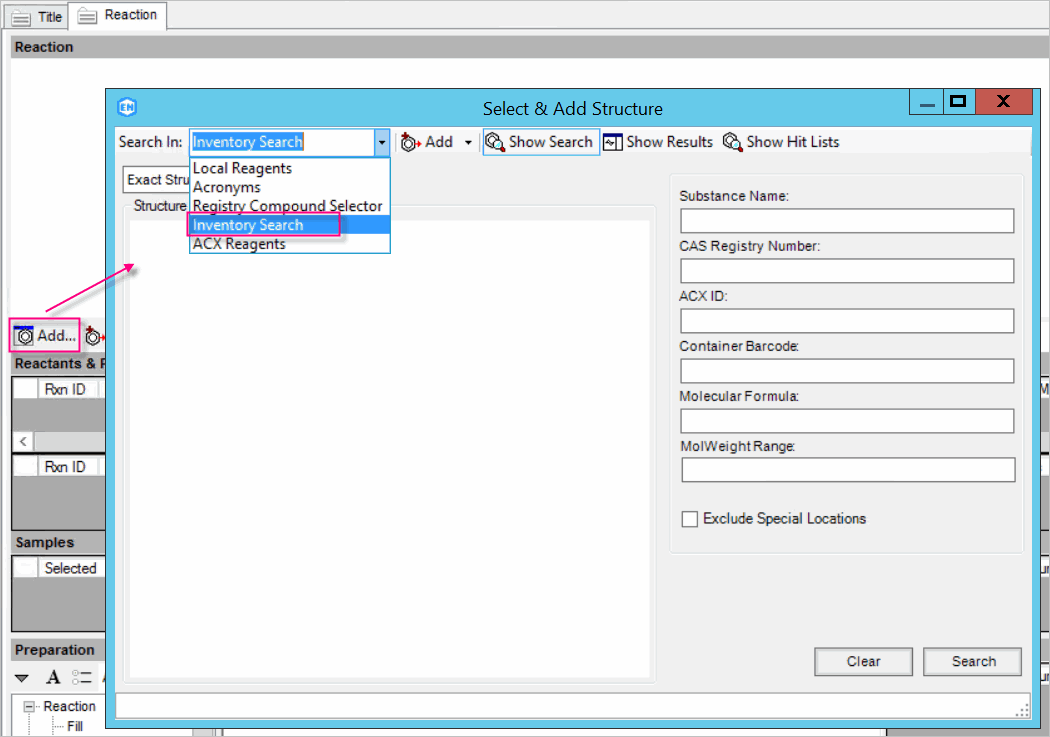 Title
Reaction
Reaction
EN
Select & Add Structure
X
Search In: Inventory Search Add Show Search Show Results Show Hit Lists
Local Reagents
Acronyms
Registry Compound Selector
Inventory Search
ACX Reagents
Exact Stru
Structure
Substance Name:
CAS Registry Number:
ACX ID:
Container Barcode:
Molecular Formula:
MolWeight Range:
Exclude Special Locations
Clear
Search
Add...
Reactants &
Rxn ID
Rxn ID
Samples
Selected
Preparation
A
Reaction
Fill